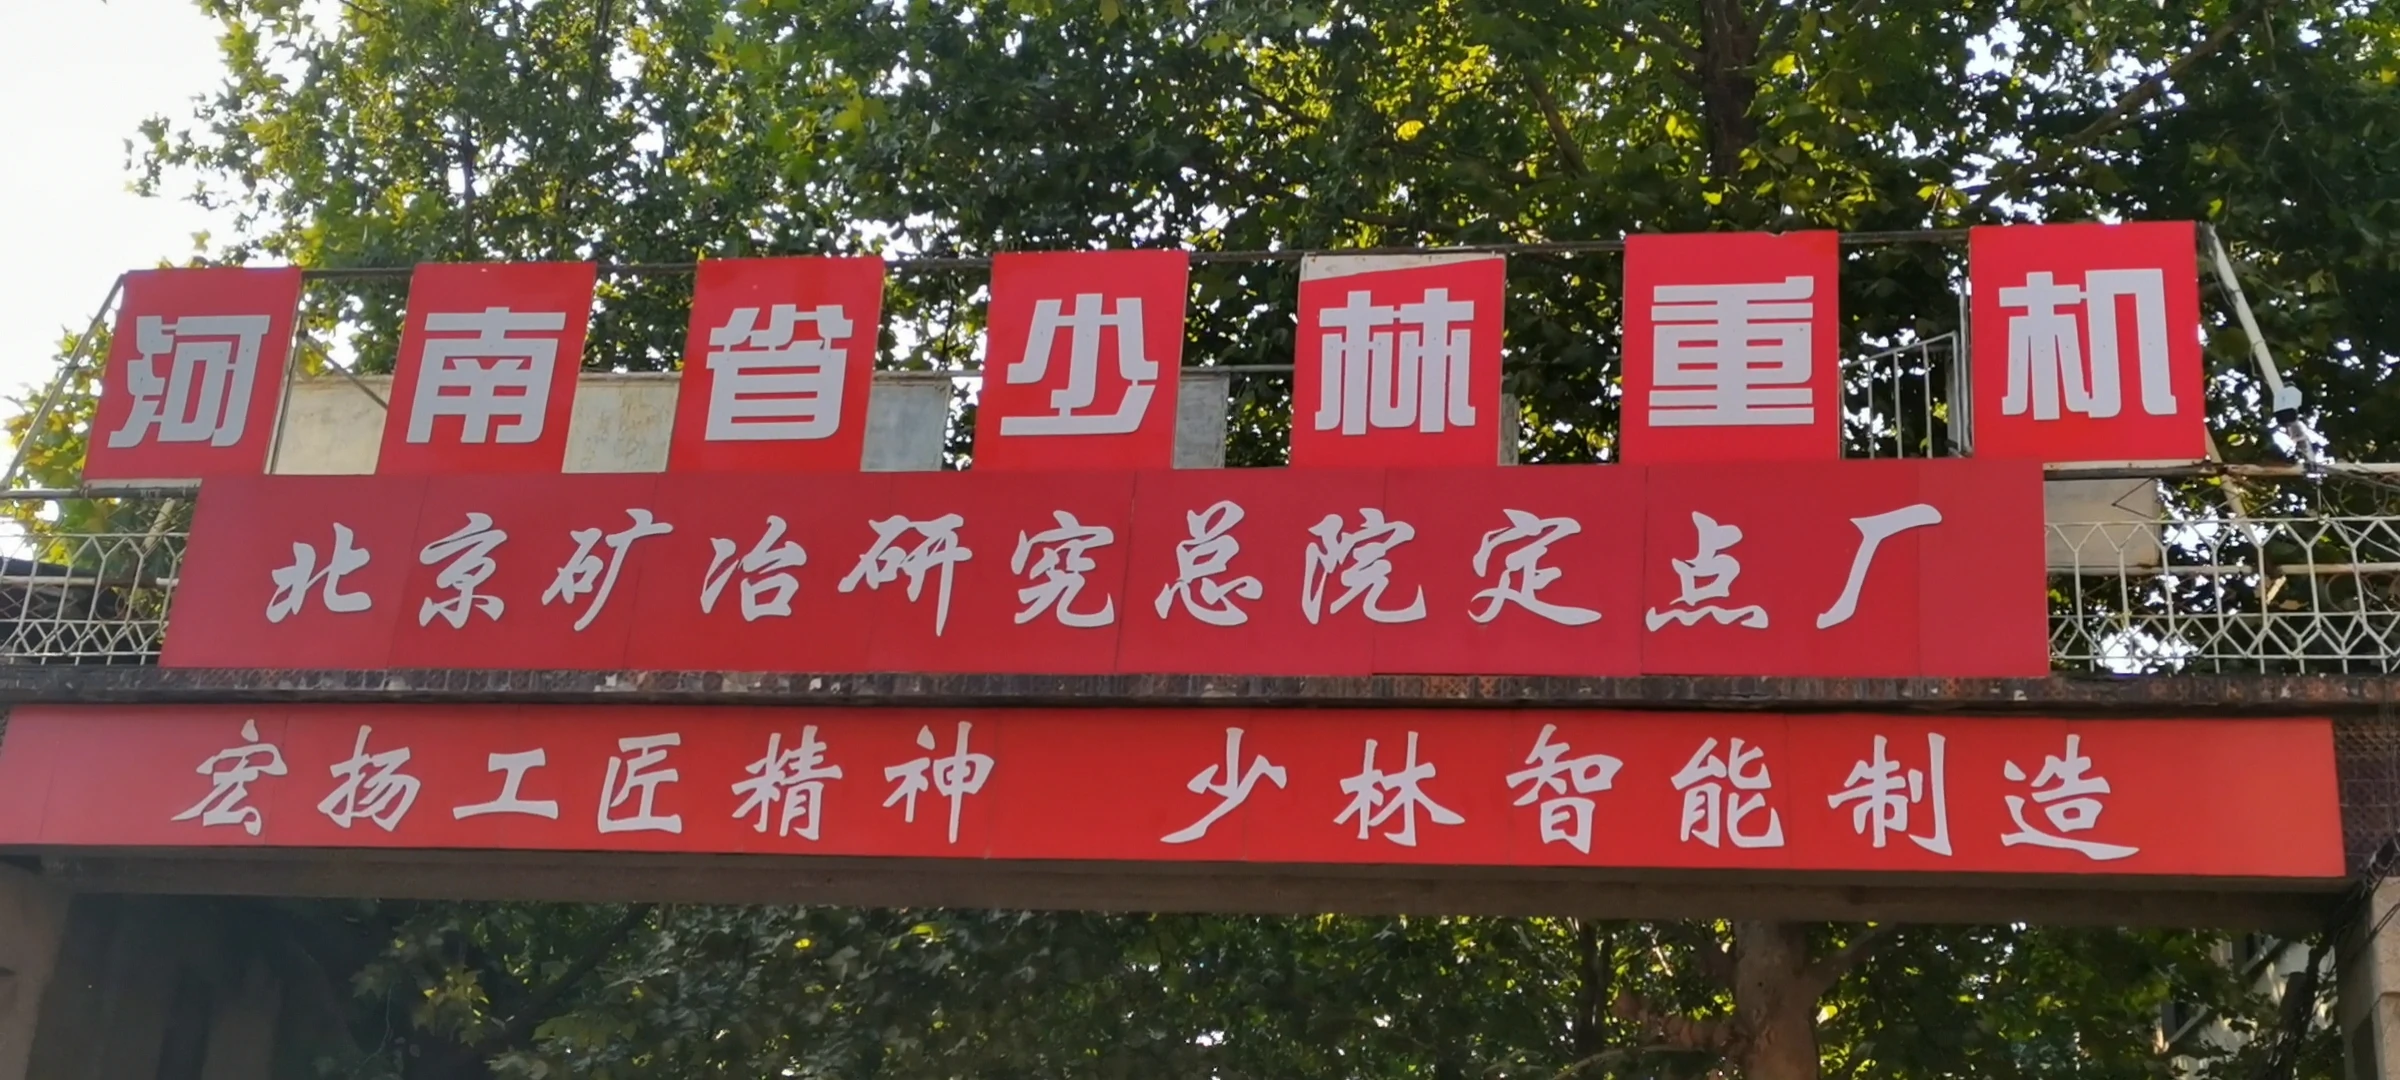 河南省少林重机
北京矿冶研究总院定点厂
宏扬工匠精神 少林智能制造